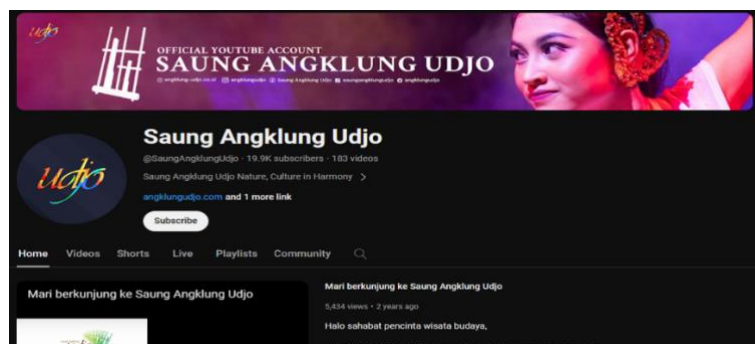 udjo
OFFICIAL YOUTUBE ACCOUNT
SAUNG ANGKLUNG UDJO
udjo
Saung Angklung Udjo
@SaungAngklungUdjo · 19.9K subscribers · 183 videos
Saung Angklung Udjo Nature, Culture in Harmony >
angklungudjo.com and 1 more link
Subscribe
Home Videos Shorts Live Playlists Community
Mari berkunjung ke Saung Angklung Udjo
Mari berkunjung ke Saung Angklung Udjo
5,434 views • 2 years ago
Halo sahabat pencinta wisata budaya,